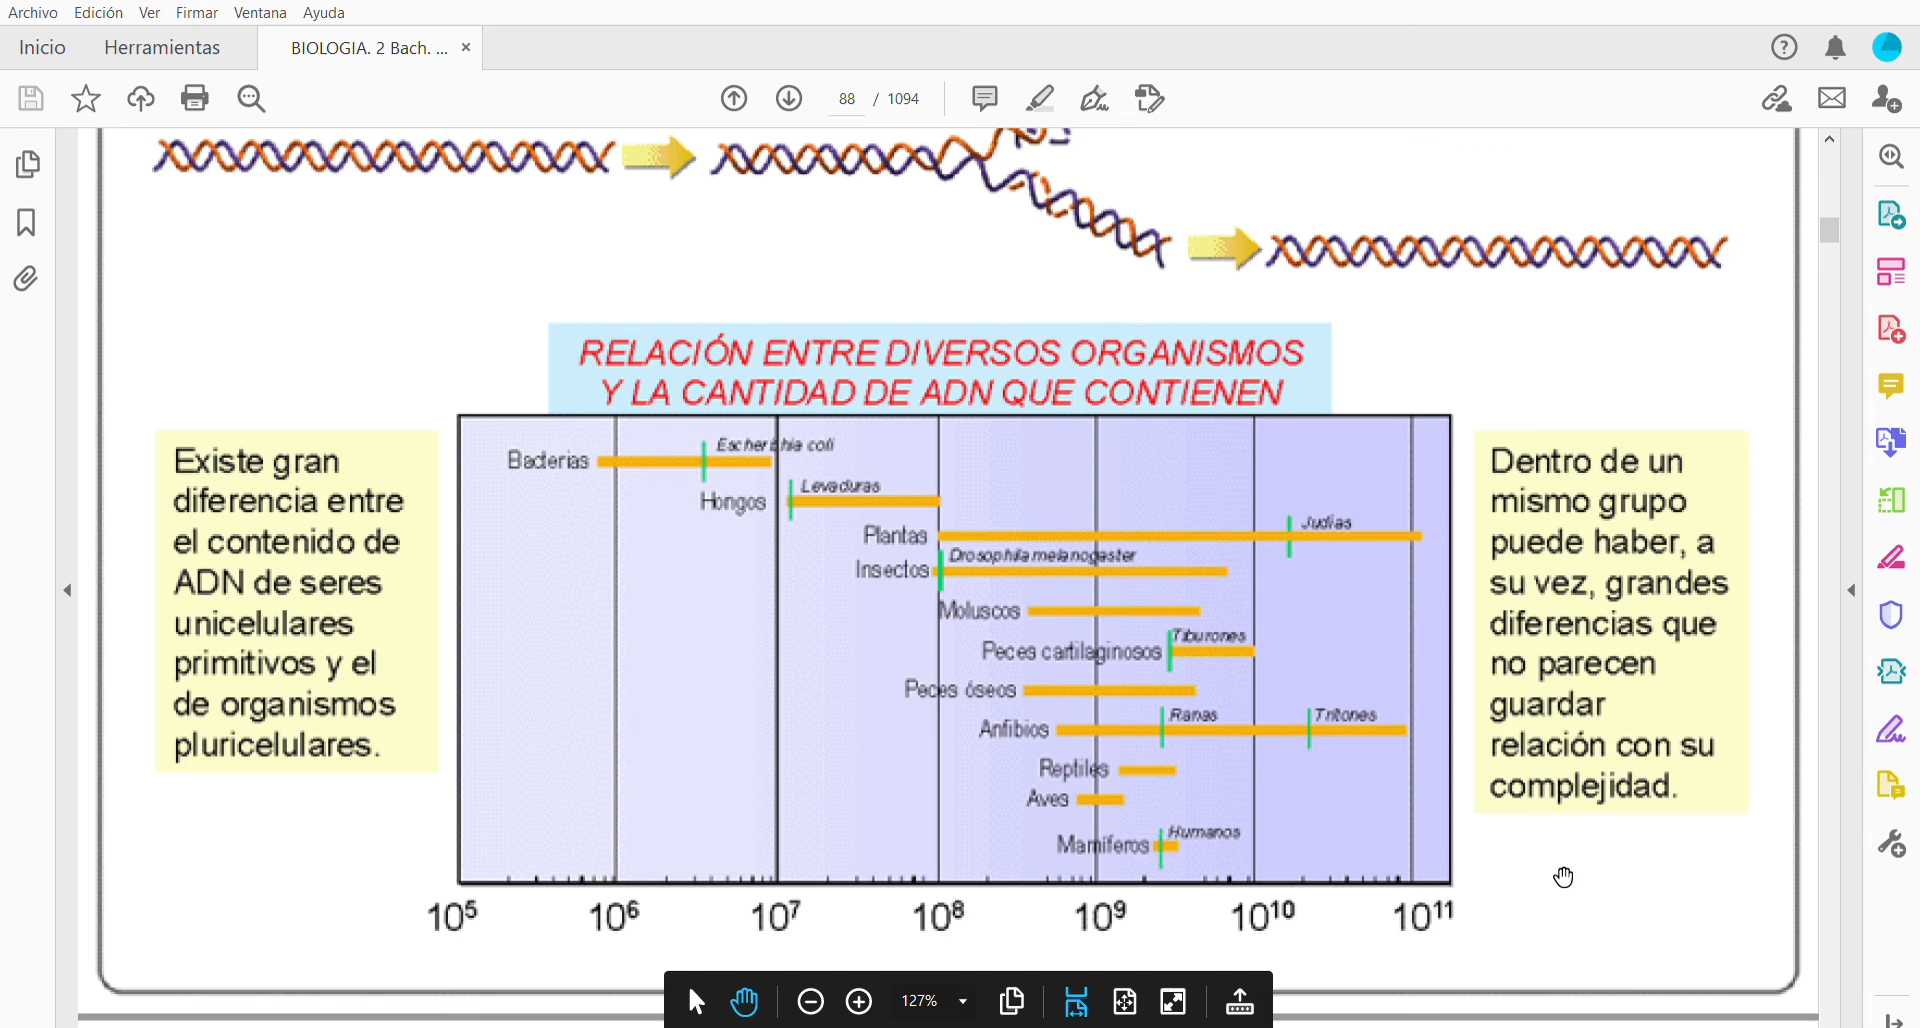 Archivo Edición Ver Firmar Ventana Ayuda
Inicio Herramientas BIOLOGIA. 2 Bach. ... ×
88 / 1094
RELACIÓN ENTRE DIVERSOS ORGANISMOS
Y LA CANTIDAD DE ADN QUE CONTIENEN
Existe gran
diferencia entre
el contenido de
ADN de seres
unicelulares
primitivos y el
de organismos
pluricelulares.
Escherichia coli
Bacterias
Levaduras
Hongos
Judías
Plantas
Drosophila melanogaster
Insectos
Moluscos
Tiburones
Peces cartilaginosos
Peces óseos
Ranas Tritones
Anfibios
Reptiles
Aves
Humanos
Mamíferos
10⁵ 10⁶ 10⁷ 10⁸ 10⁹ 10¹⁰ 10¹¹
Dentro de un
mismo grupo
puede haber, a
su vez, grandes
diferencias que
no parecen
guardar
relación con su
complejidad.
127%